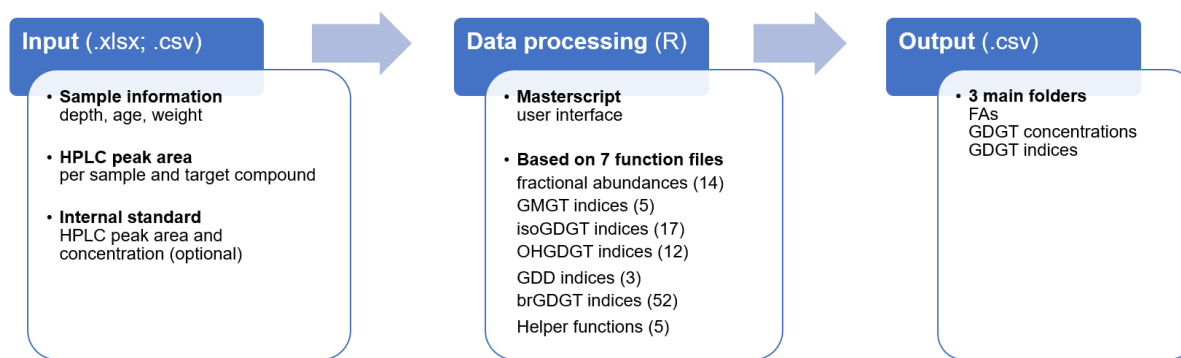 Input (.xlsx; .csv)
• Sample information
depth, age, weight
• HPLC peak area
per sample and target compound
• Internal standard
HPLC peak area and
concentration (optional)
Data processing (R)
• Masterscript
user interface
• Based on 7 function files
fractional abundances (14)
GMGT indices (5)
isoGDGT indices (17)
OHGDGT indices (12)
GDD indices (3)
brGDGT indices (52)
Helper functions (5)
Output (.csv)
• 3 main folders
FAs
GDGT concentrations
GDGT indices